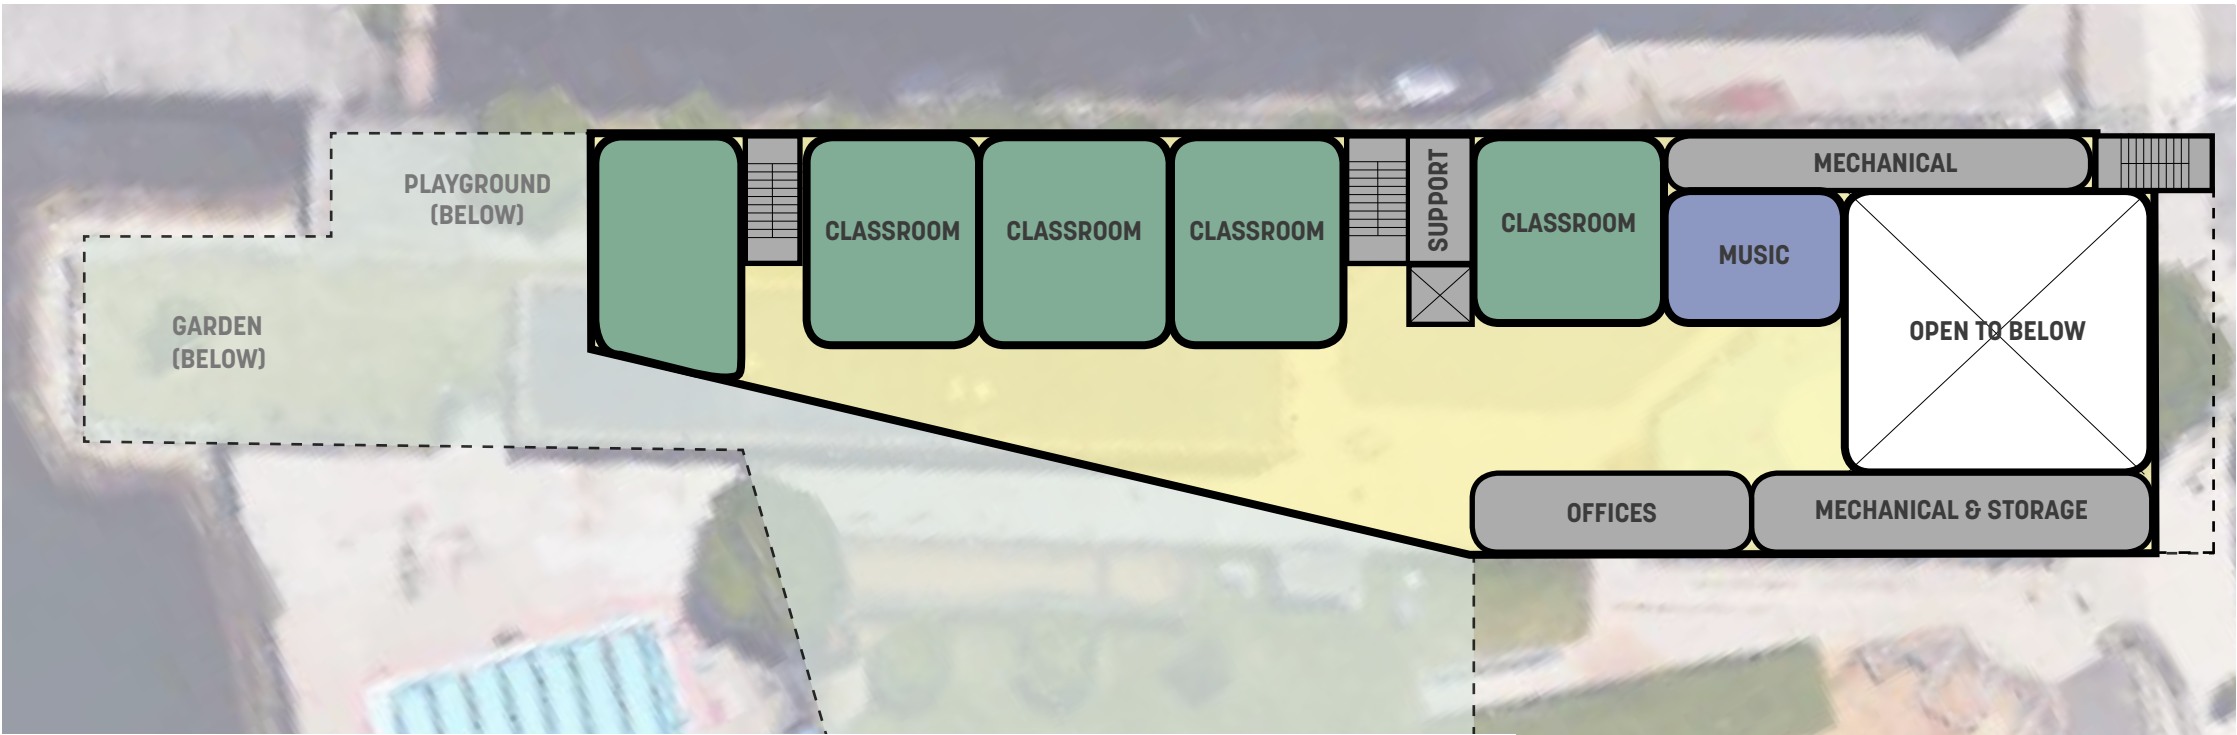 PLAYGROUND
(BELOW)
GARDEN
(BELOW)
CLASSROOM
CLASSROOM
CLASSROOM
SUPPORT
CLASSROOM
MECHANICAL
MUSIC
OPEN TO BELOW
OFFICES
MECHANICAL & STORAGE